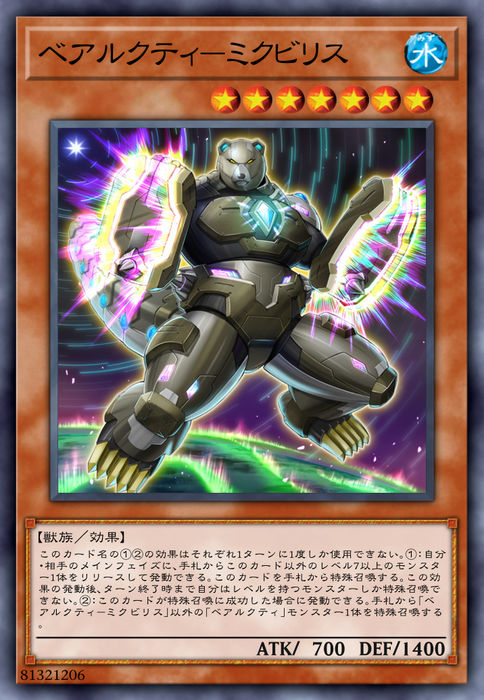 ベアルクティ－ミクビリス
みず
水
【獣族／効果】
このカード名の①②の効果はそれぞれ1ターンに1度しか使用できない。①:自分
・相手のメインフェイズに、手札からこのカード以外のレベル7以上のモンスタ
ー1体をリリースして発動できる。このカードを手札から特殊召喚する。この効
果の発動後、ターン終了時まで自分はレベルを持つモンスターしか特殊召喚でき
ない。②:このカードが特殊召喚に成功した場合に発動できる。手札から「ベ
アルクティ－ミクビリス」以外の「ベアルクティ」モンスター1体を特殊召喚する
。
ATK/ 700 DEF/1400
81321206